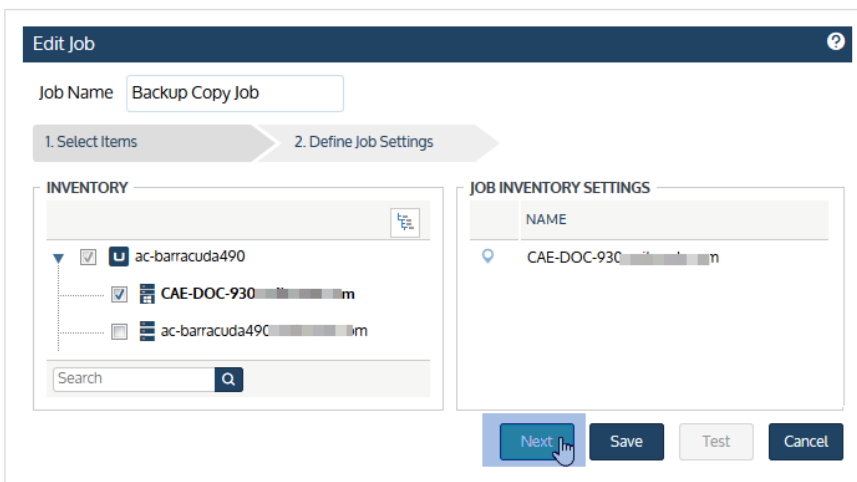 Edit Job
Job Name Backup Copy Job
1. Select Items 2. Define Job Settings
INVENTORY
ac-barracuda490
CAE-DOC-930 m
ac-barracuda490 om
Search
JOB INVENTORY SETTINGS
NAME
CAE-DOC-930 m
Next Save Test Cancel